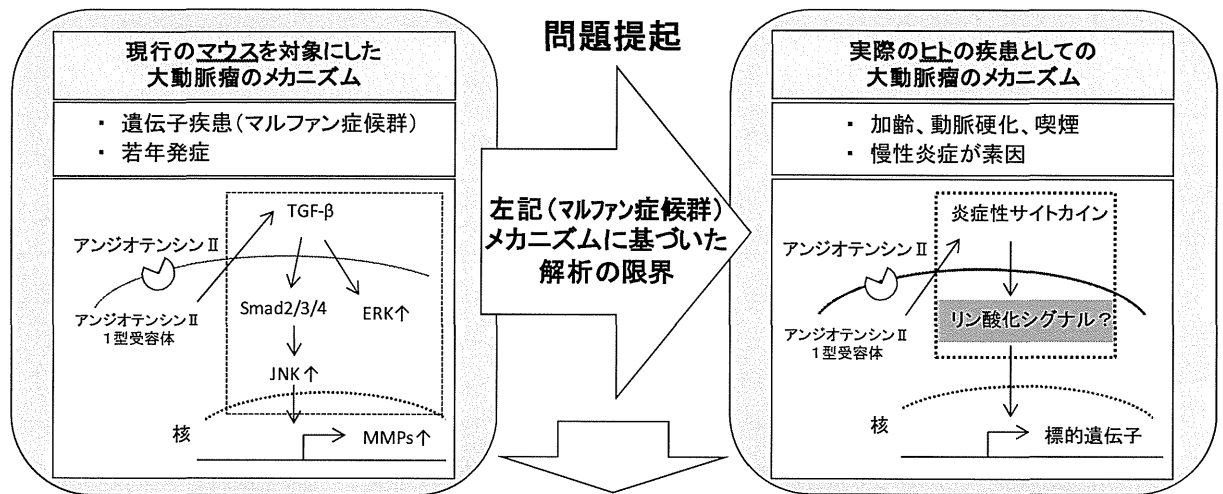 問題提起
現行のマウスを対象にした
大動脈瘤のメカニズム
・ 遺伝子疾患(マルファン症候群)
・ 若年発症
TGF-β
アンジオテンシンⅡ
Smad2/3/4
ERK↑
アンジオテンシンⅡ
1型受容体
JNK↑
核
MMPs↑
左記(マルファン症候群)
メカニズムに基づいた
解析の限界
実際のヒトの疾患としての
大動脈瘤のメカニズム
・ 加齢、動脈硬化、喫煙
・ 慢性炎症が素因
炎症性サイトカイン
アンジオテンシンⅡ
リン酸化シグナル?
アンジオテンシンⅡ
1型受容体
核
標的遺伝子